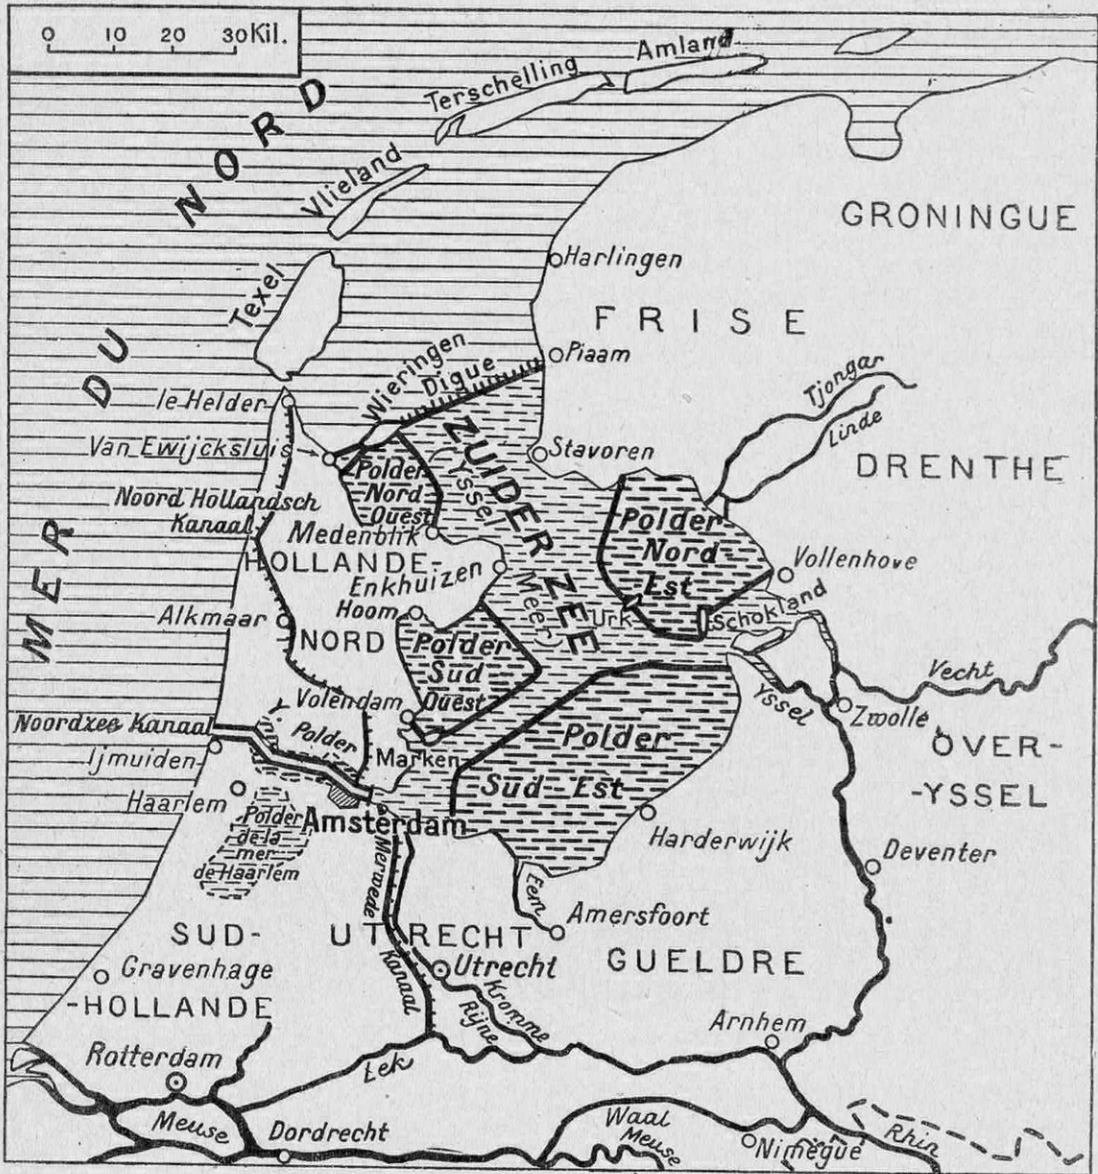 0 10 20 30 Kil.
MER DU NORD
Amland
Terschelling
Vlieland
Texel
GRONINGUE
Harlingen
FRISE
Piaam
Wieringen
Digue
le Helder
Tjongar
Linde
Van Ewijcksluis
ZUIDER ZEE
(Yssel Meer)
Stavoren
DRENTHE
Polder
Nord
Ouest
Noord Hollandsch
Kanaal
Medenblik
HOLLANDE-
NORD
Enkhuizen
Polder
Nord
Est
Vollenhove
Hoom
Urk
Schokland
Alkmaar
Polder
Sud
Ouest
Vecht
Yssel
Zwolle
Volendam
Noordzee Kanaal
Y.
Polder
Marken
Polder
Sud-Est
OVER-
-YSSEL
Ijmuiden
Haarlem
Polder
de la
mer
de Haarlem
Amsterdam
Harderwijk
Deventer
Merwede
Kanaal
Eem
Amersfoort
SUD-
-HOLLANDE
UTRECHT
GUELDRE
Gravenhage
Utrecht
Kromme
Rijne
Arnhem
Rotterdam
Lek
Meuse
Dordrecht
Waal
Meuse
Nimègue
Rhin